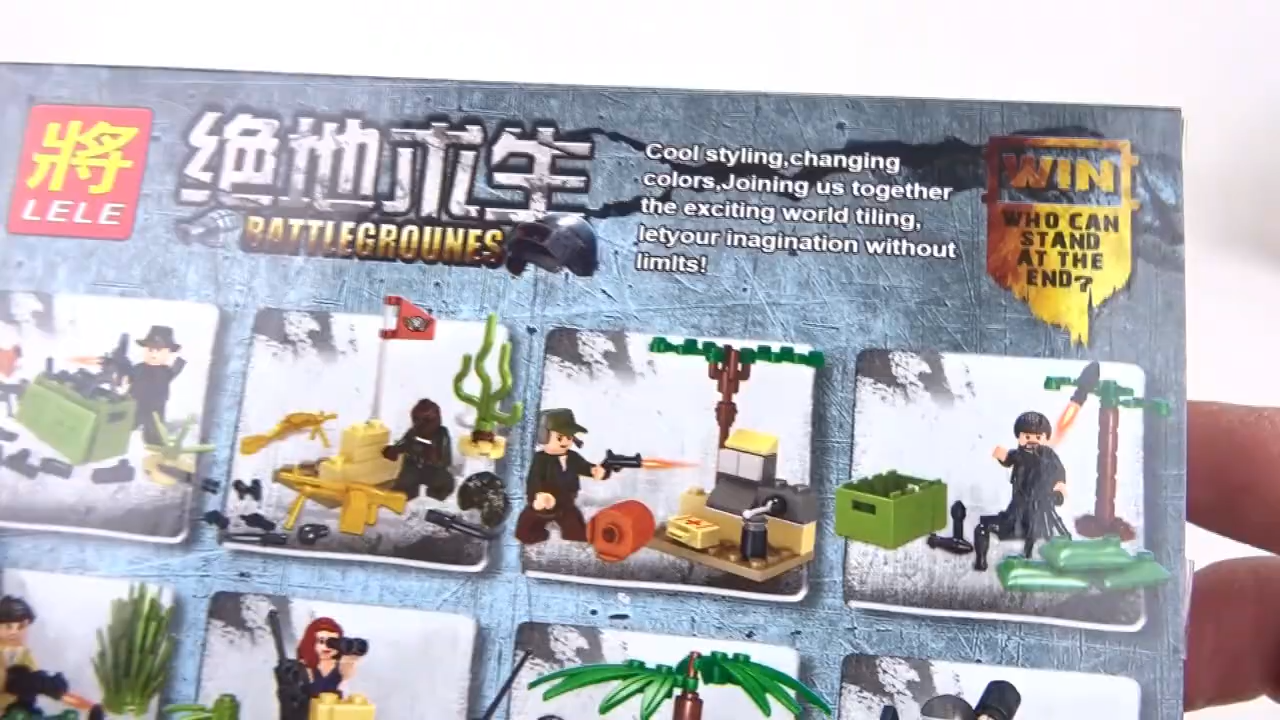 將
LELE
绝地求生
BATTLEGROUNES
Cool styling,changing
colors,Joining us together
the exciting world tiling,
letyour inagination without
limIts!
WIN
WHO CAN
STAND
AT THE
END?